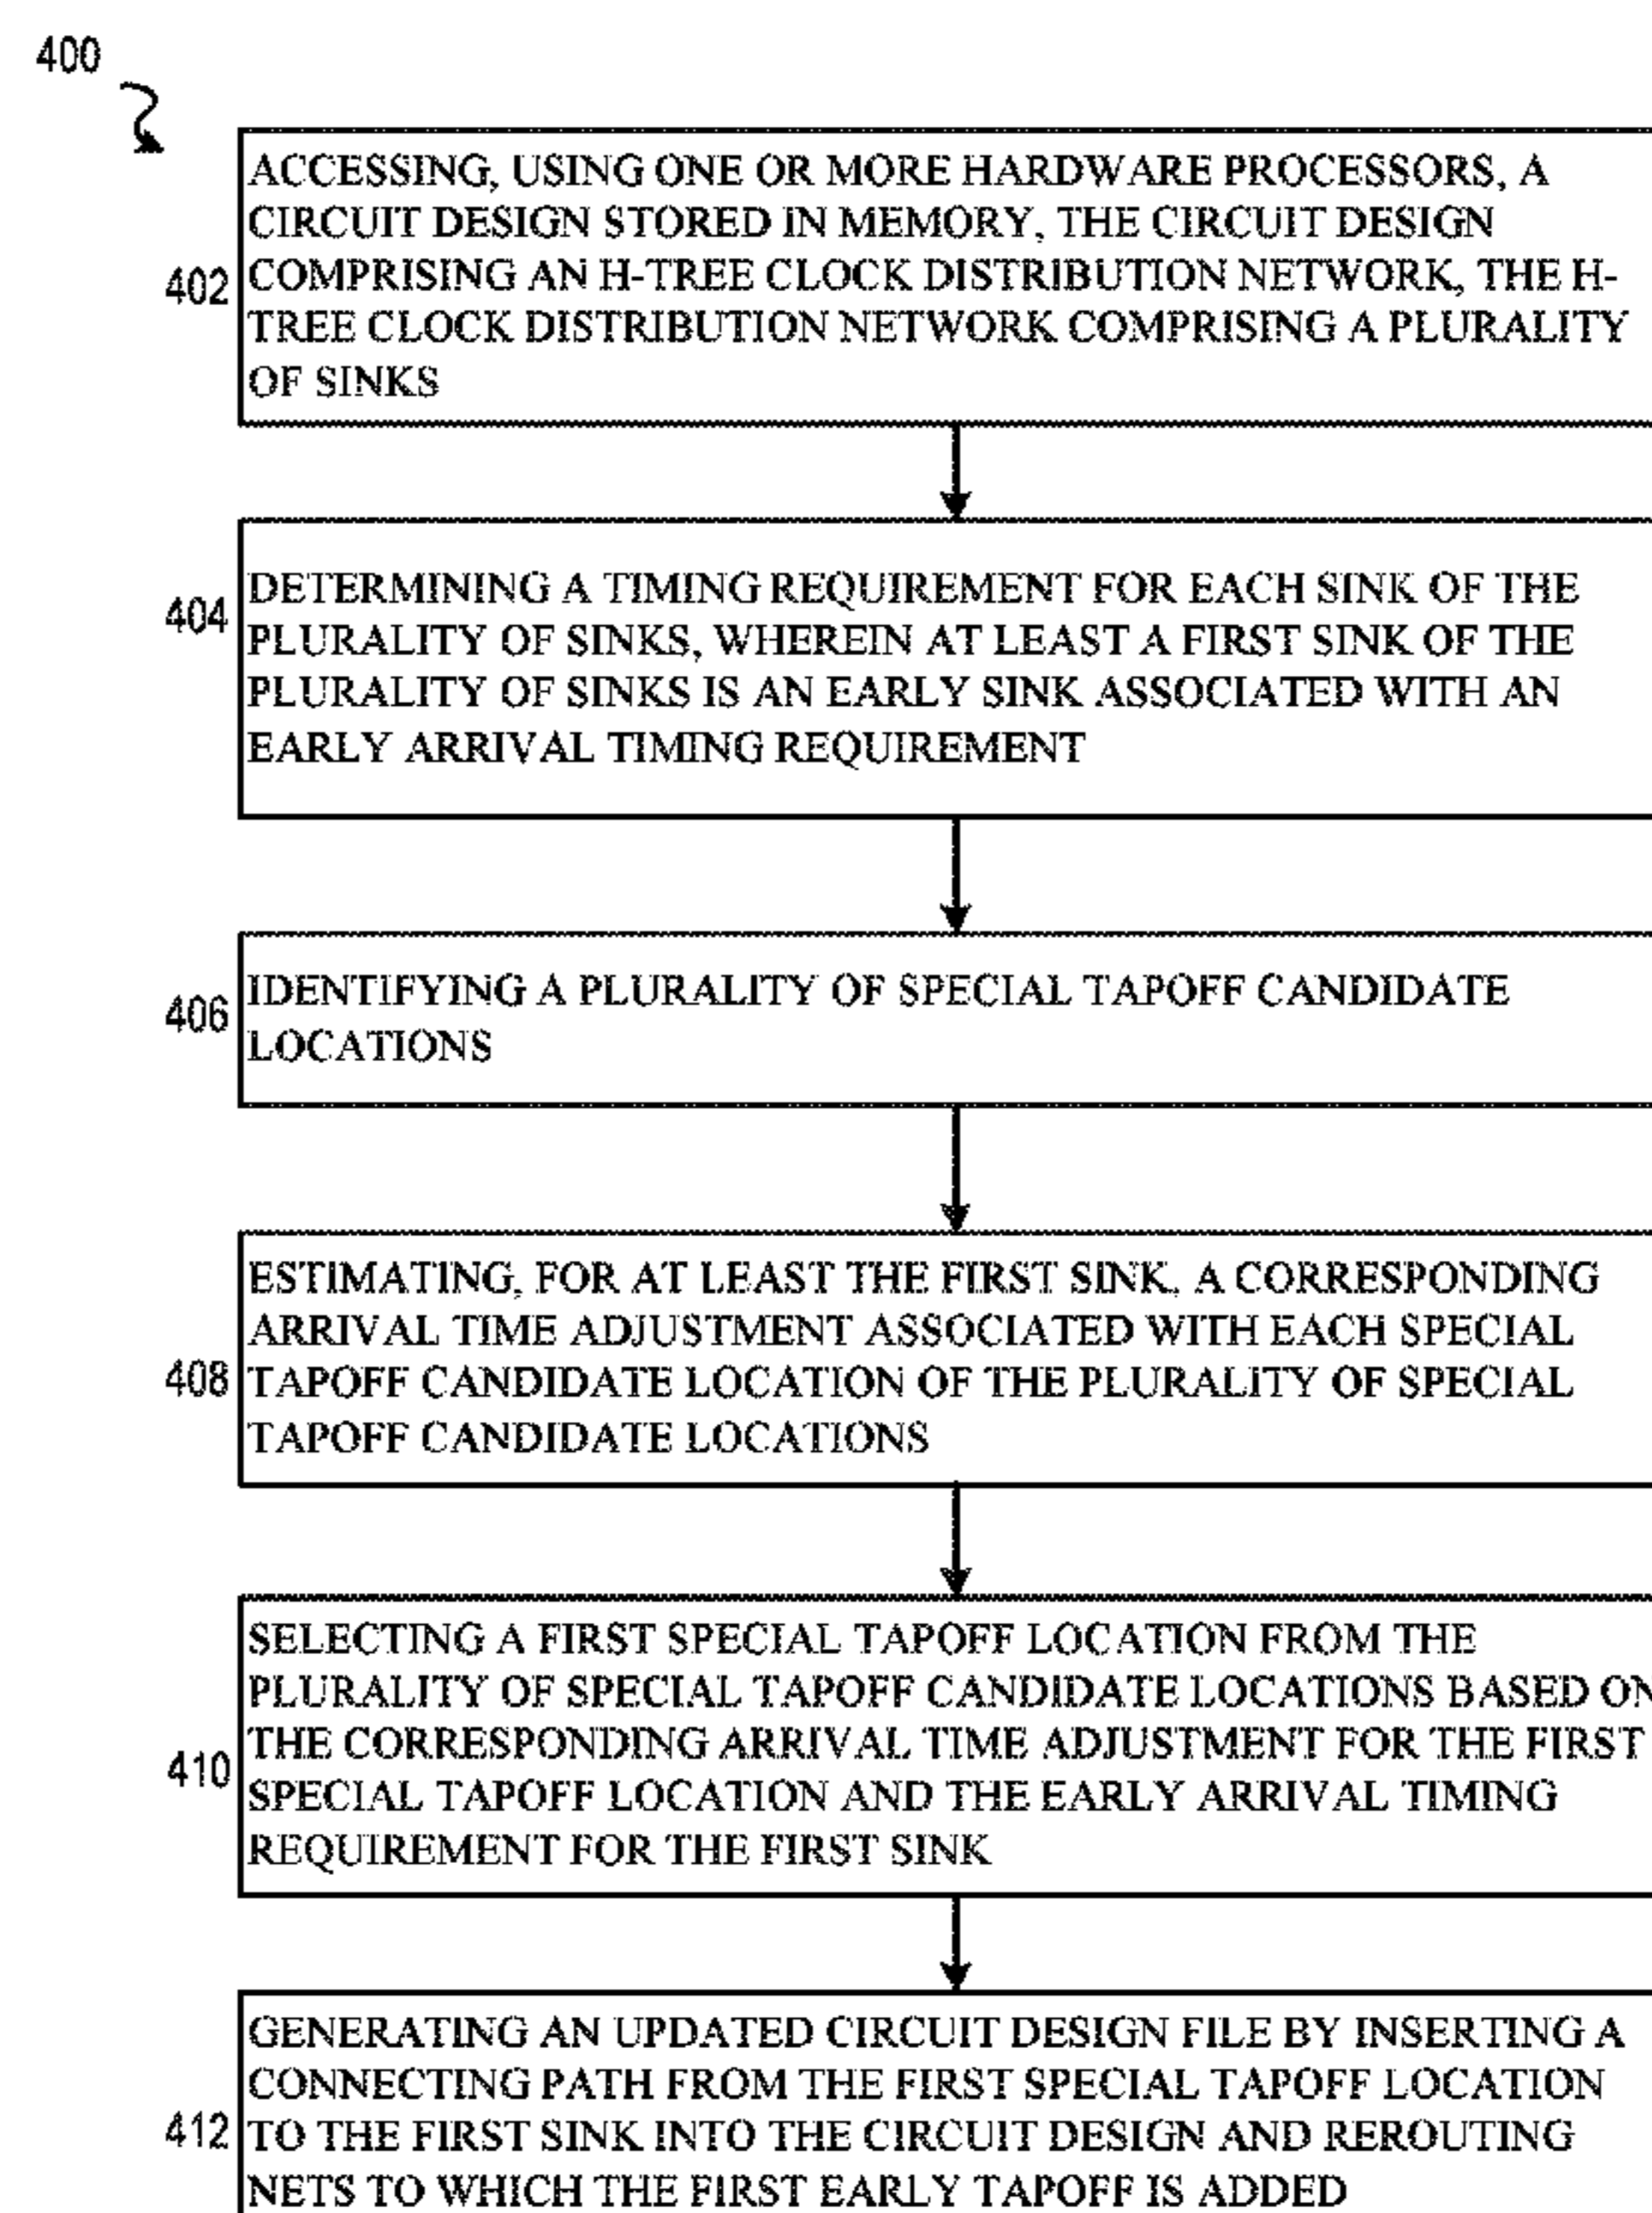 400
ACCESSING, USING ONE OR MORE HARDWARE PROCESSORS, A
CIRCUIT DESIGN STORED IN MEMORY, THE CIRCUIT DESIGN
402 COMPRISING AN H-TREE CLOCK DISTRIBUTION NETWORK, THE H-
TREE CLOCK DISTRIBUTION NETWORK COMPRISING A PLURALITY
OF SINKS
404 DETERMINING A TIMING REQUIREMENT FOR EACH SINK OF THE
PLURALITY OF SINKS, WHEREIN AT LEAST A FIRST SINK OF THE
PLURALITY OF SINKS IS AN EARLY SINK ASSOCIATED WITH AN
EARLY ARRIVAL TIMING REQUIREMENT
406 IDENTIFYING A PLURALITY OF SPECIAL TAPOFF CANDIDATE
LOCATIONS
ESTIMATING, FOR AT LEAST THE FIRST SINK, A CORRESPONDING
ARRIVAL TIME ADJUSTMENT ASSOCIATED WITH EACH SPECIAL
408 TAPOFF CANDIDATE LOCATION OF THE PLURALITY OF SPECIAL
TAPOFF CANDIDATE LOCATIONS
SELECTING A FIRST SPECIAL TAPOFF LOCATION FROM THE
PLURALITY OF SPECIAL TAPOFF CANDIDATE LOCATIONS BASED ON
THE CORRESPONDING ARRIVAL TIME ADJUSTMENT FOR THE FIRST
410 SPECIAL TAPOFF LOCATION AND THE EARLY ARRIVAL TIMING
REQUIREMENT FOR THE FIRST SINK
GENERATING AN UPDATED CIRCUIT DESIGN FILE BY INSERTING A
CONNECTING PATH FROM THE FIRST SPECIAL TAPOFF LOCATION
412 TO THE FIRST SINK INTO THE CIRCUIT DESIGN AND REROUTING
NETS TO WHICH THE FIRST EARLY TAPOFF IS ADDED